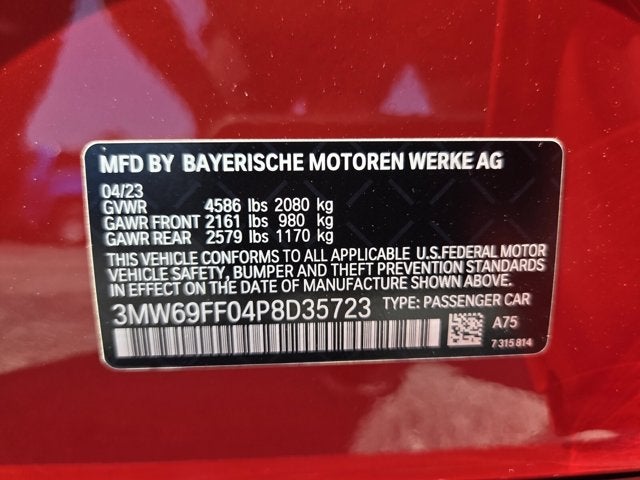 MFD BY BAYERISCHE MOTOREN WERKE AG
04/23
GVWR 4586 lbs 2080 kg
GAWR FRONT 2161 lbs 980 kg
GAWR REAR 2579 lbs 1170 kg
THIS VEHICLE CONFORMS TO ALL APPLICABLE U.S.FEDERAL MOTOR
VEHICLE SAFETY, BUMPER AND THEFT PREVENTION STANDARDS
IN EFFECT ON THE DATE OF MANUFACTURE SHOWN ABOVE.
3MW69FF04P8D35723 TYPE: PASSENGER CAR
A75
7 315 814